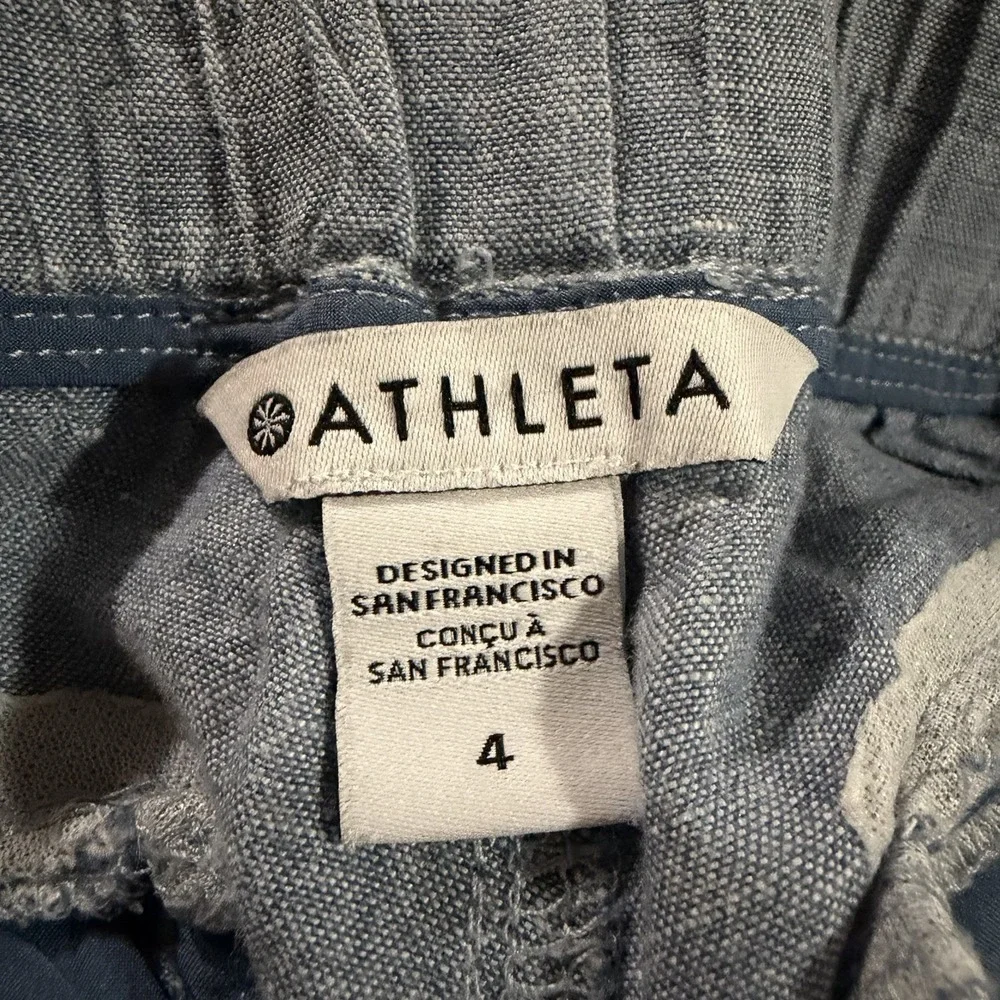 ATHLETA
DESIGNED IN
SAN FRANCISCO
CONÇU À
SAN FRANCISCO
4